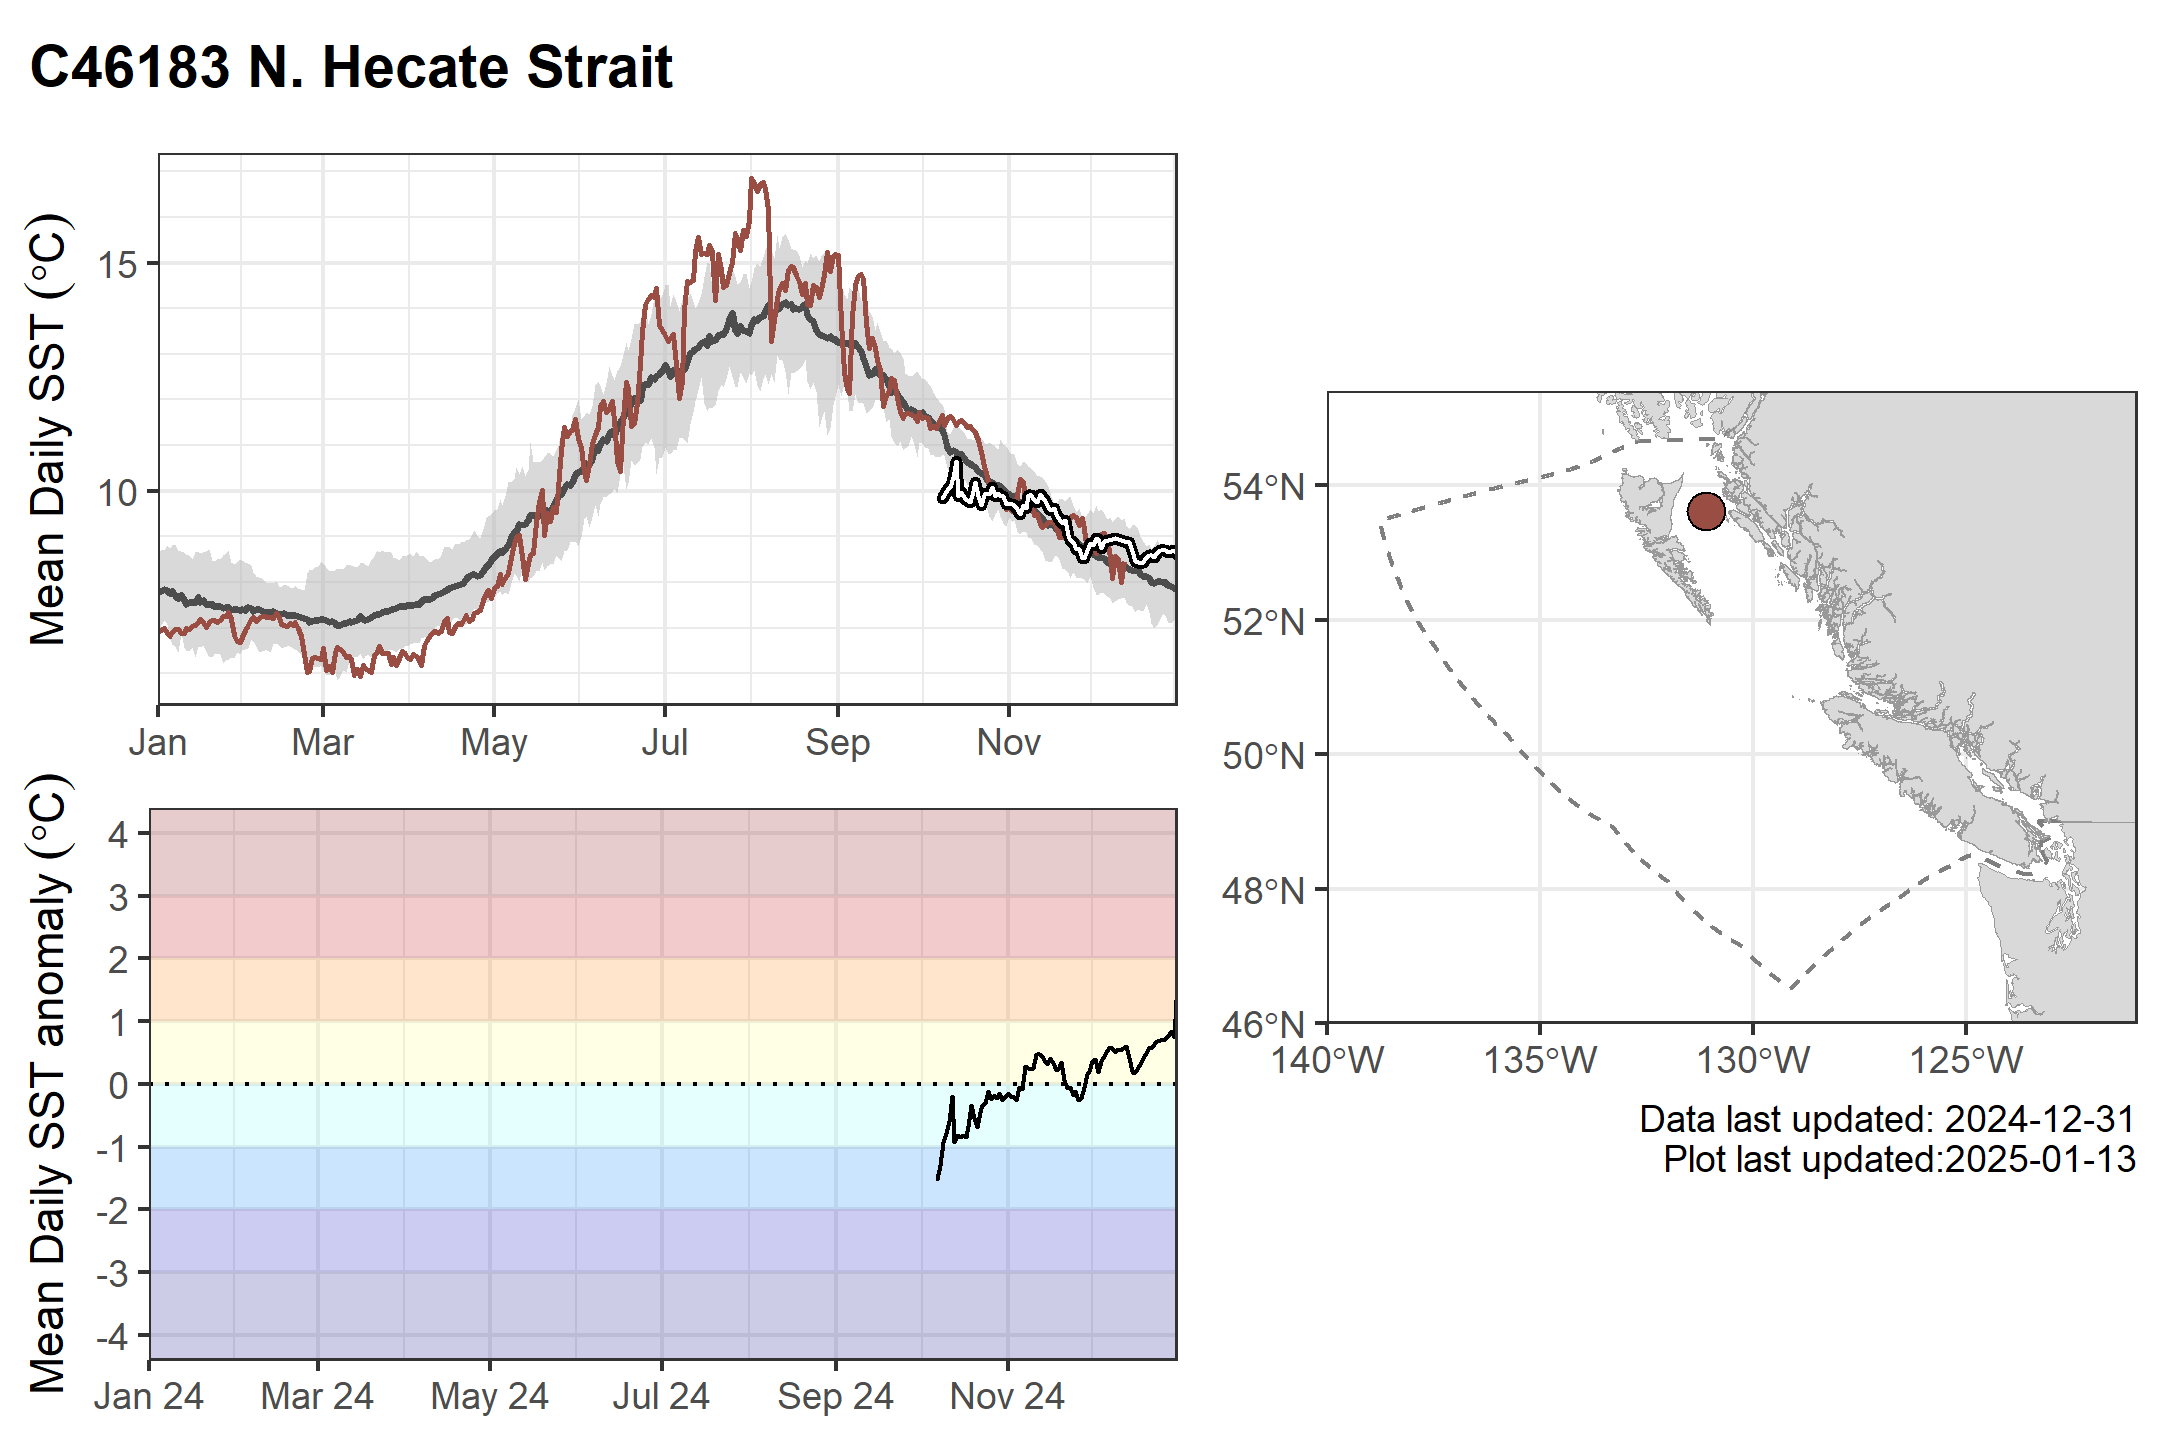 C46183 N. Hecate Strait
Mean Daily SST (°C)
15
10
Jan Mar May Jul Sep Nov
Mean Daily SST anomaly (°C)
4
3
2
1
0
-1
-2
-3
-4
Jan 24 Mar 24 May 24 Jul 24 Sep 24 Nov 24
54°N
52°N
50°N
48°N
46°N
140°W 135°W 130°W 125°W
Data last updated: 2024-12-31
Plot last updated:2025-01-13